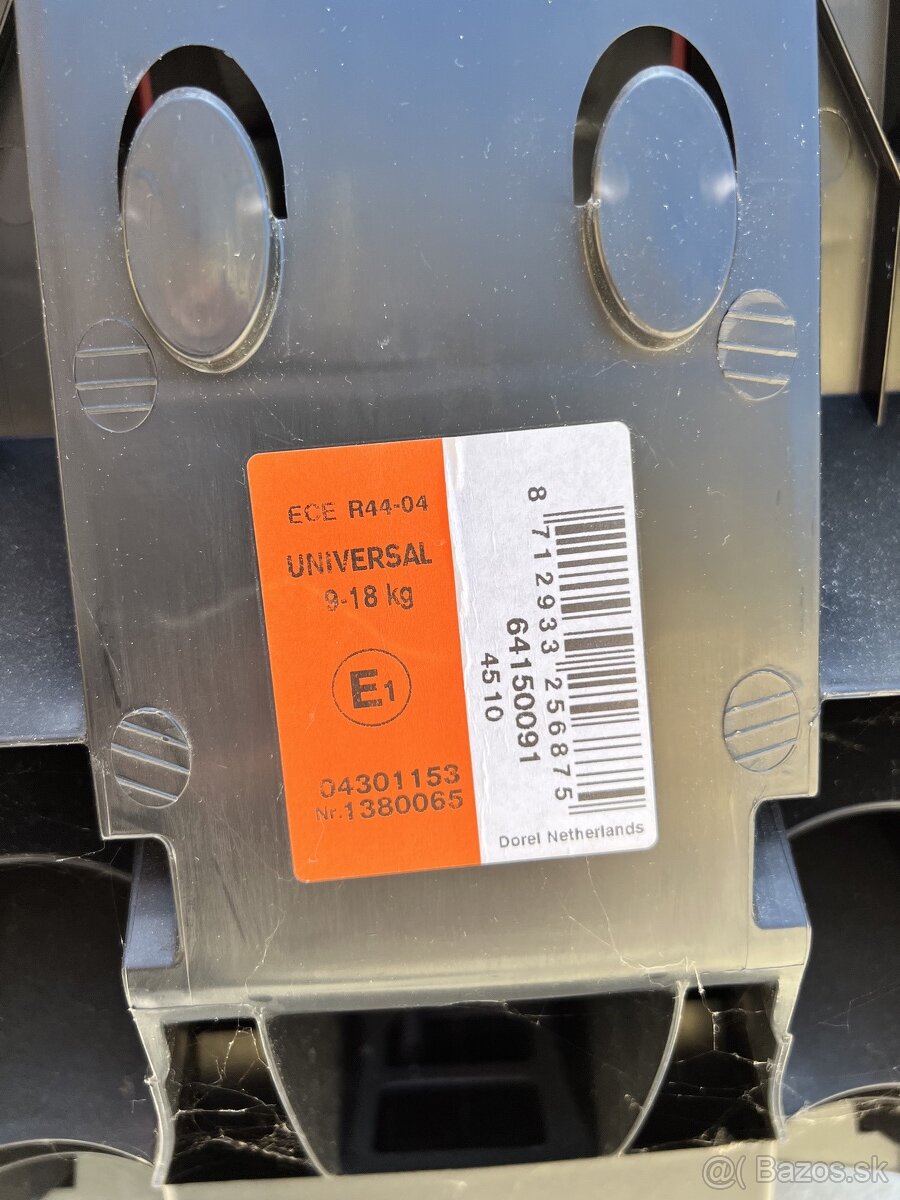 ECE R44-04
UNIVERSAL
9-18 kg
E1
04301153
Nr.1380065
8 712933 256875
64150091
4510
Dorel Netherlands
@( Bazos.sk